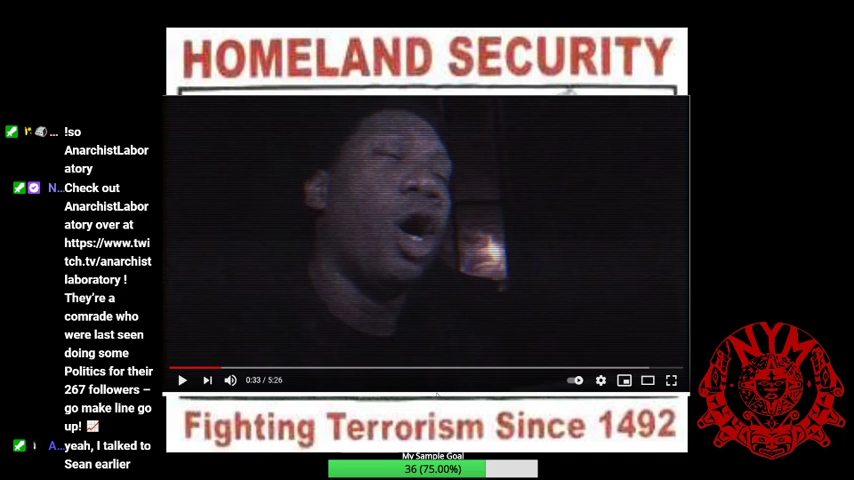 HOMELAND SECURITY
!so
AnarchistLabor
atory
N...Check out
AnarchistLabor
atory over at
https://www.twi
tch.tv/anarchist
laboratory !
They're a
comrade who
were last seen
doing some
Politics for their
267 followers –
go make line go
up!
A...yeah, I talked to
Sean earlier
0:33 / 5:26
Fighting Terrorism Since 1492
My Sample Goal
36 (75.00%)
NYM